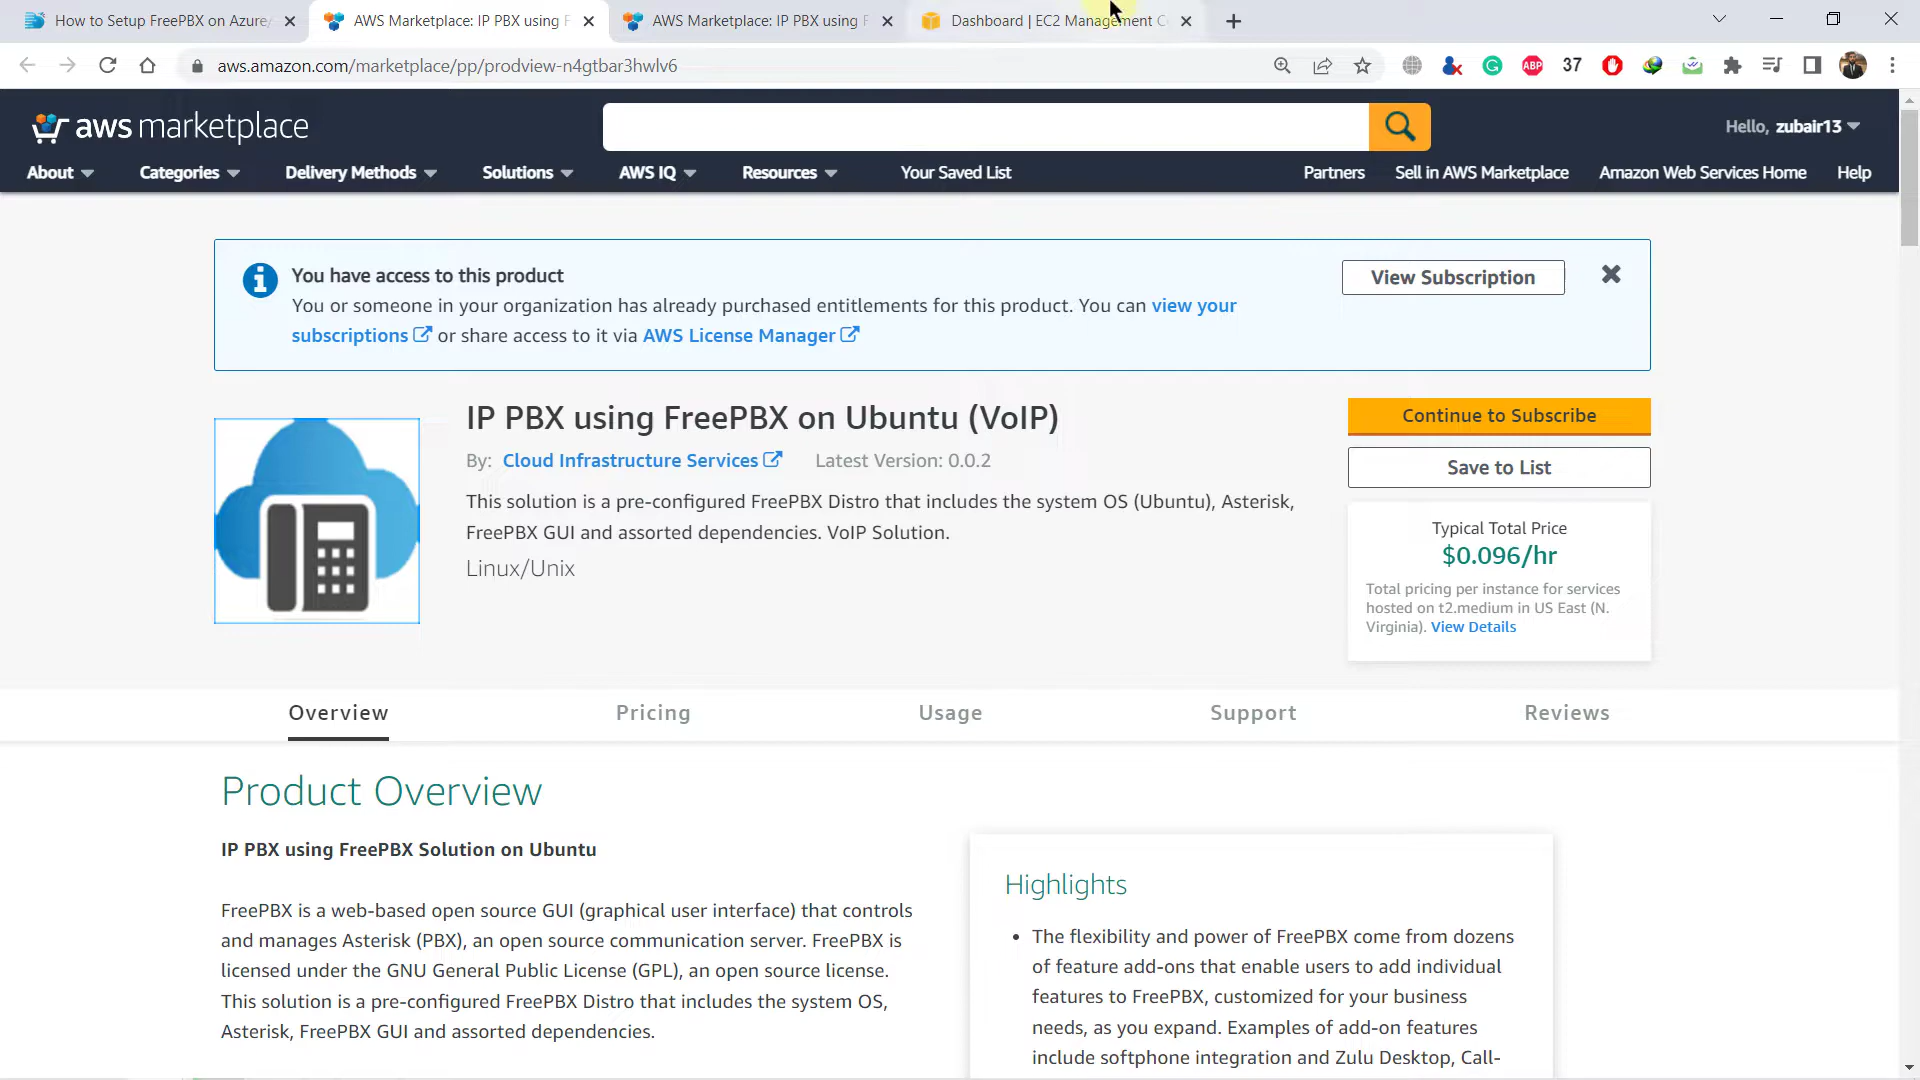 How to Setup FreePBX on Azure/
AWS Marketplace: IP PBX using F
AWS Marketplace: IP PBX using F
Dashboard | EC2 Management C
aws.amazon.com/marketplace/pp/prodview-n4gtbar3hwlv6
ABP
37
aws marketplace
Hello, zubair13
About
Categories
Delivery Methods
Solutions
AWS IQ
Resources
Your Saved List
Partners
Sell in AWS Marketplace
Amazon Web Services Home
Help
You have access to this product
You or someone in your organization has already purchased entitlements for this product. You can view your
subscriptions or share access to it via AWS License Manager
View Subscription
IP PBX using FreePBX on Ubuntu (VoIP)
By: Cloud Infrastructure Services
Latest Version: 0.0.2
This solution is a pre-configured FreePBX Distro that includes the system OS (Ubuntu), Asterisk,
FreePBX GUI and assorted dependencies. VoIP Solution.
Linux/Unix
Continue to Subscribe
Save to List
Typical Total Price
$0.096/hr
Total pricing per instance for services
hosted on t2.medium in US East (N.
Virginia). View Details
Overview
Pricing
Usage
Support
Reviews
Product Overview
IP PBX using FreePBX Solution on Ubuntu
FreePBX is a web-based open source GUI (graphical user interface) that controls
and manages Asterisk (PBX), an open source communication server. FreePBX is
licensed under the GNU General Public License (GPL), an open source license.
This solution is a pre-configured FreePBX Distro that includes the system OS,
Asterisk, FreePBX GUI and assorted dependencies.
Highlights
• The flexibility and power of FreePBX come from dozens
of feature add-ons that enable users to add individual
features to FreePBX, customized for your business
needs, as you expand. Examples of add-on features
include softphone integration and Zulu Desktop, Call-